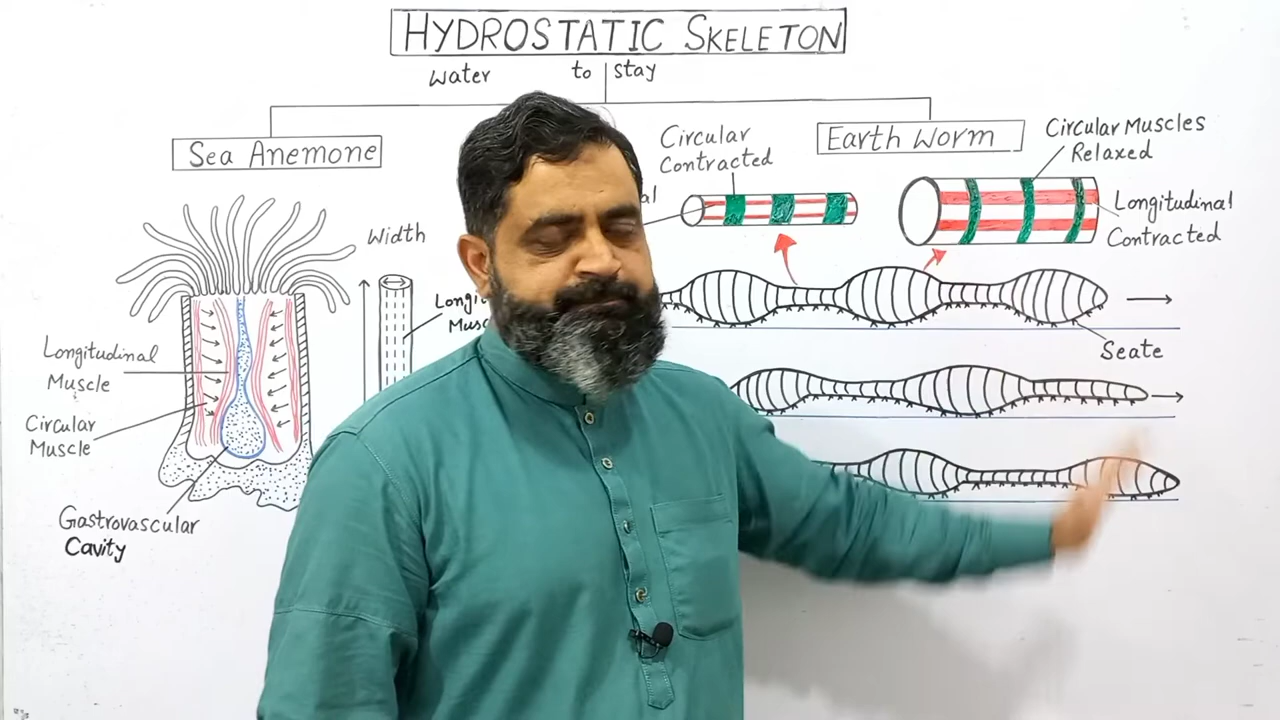 HYDROSTATIC SKELETON
water to stay
Sea Anemone
Earth Worm
Circular
Contracted
Circular Muscles
Relaxed
Longitudinal
Contracted
Width
Longitudinal
Muscle
Circular
Muscle
Gastrovascular
Cavity
Seate